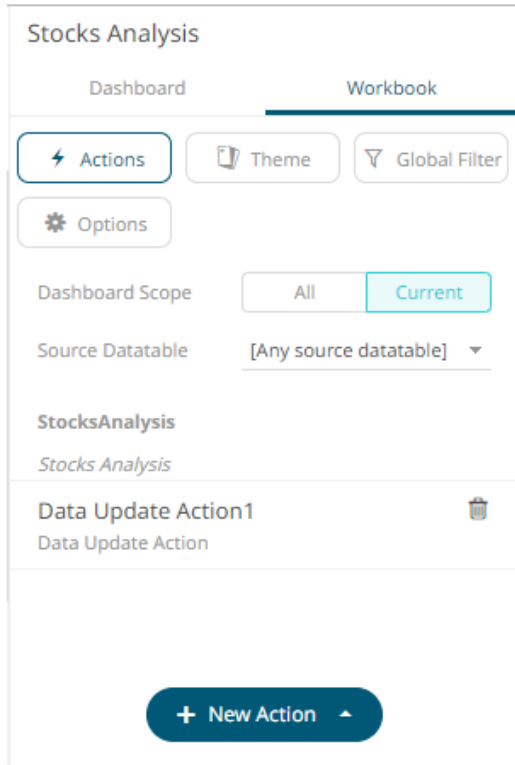 Stocks Analysis
Dashboard Workbook
Actions Theme Global Filter
Options
Dashboard Scope All Current
Source Datatable [Any source datatable]
StocksAnalysis
Stocks Analysis
Data Update Action1
Data Update Action
+ New Action